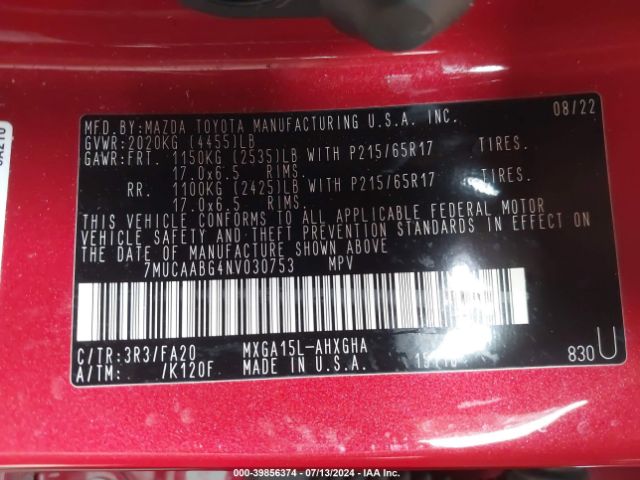 MFD.BY:MAZDA TOYOTA MANUFACTURING U.S.A. INC. 08/22
GVWR:2020KG (4455)LB
GAWR:FRT. 1150KG (2535)LB WITH P215/65R17 TIRES.
17.0x6.5 RIMS.
RR. 1100KG (2425)LB WITH P215/65R17 TIRES.
17.0x6.5 RIMS.
THIS VEHICLE CONFORMS TO ALL APPLICABLE FEDERAL MOTOR
VEHICLE SAFETY AND THEFT PREVENTION STANDARDS IN EFFECT ON
THE DATE OF MANUFACTURE SHOWN ABOVE
7MUCAABG4NV030753 MPV
C/TR:3R3/FA20 MXGA15L-AHXGHA
A/TM: /K120F MADE IN U.S.A. 830U
000-39856374 - 07/13/2024 - IAA Inc.